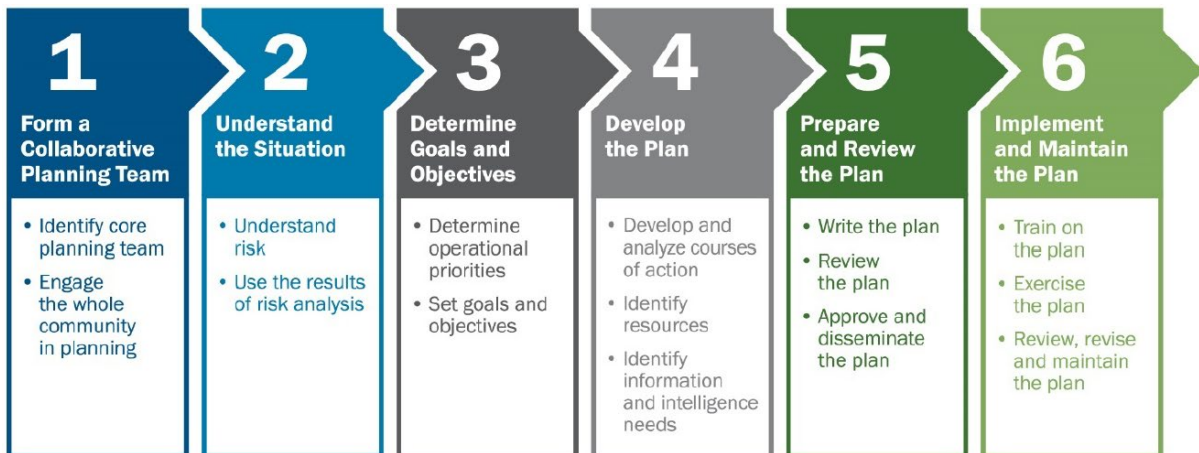 1
Form a
Collaborative
Planning Team
• Identify core
planning team
• Engage
the whole
community
in planning
2
Understand
the Situation
• Understand
risk
• Use the results
of risk analysis
3
Determine
Goals and
Objectives
• Determine
operational
priorities
• Set goals and
objectives
4
Develop
the Plan
• Develop and
analyze courses
of action
• Identify
resources
• Identify
information
and intelligence
needs
5
Prepare
and Review
the Plan
• Write the plan
• Review
the plan
• Approve and
disseminate
the plan
6
Implement
and Maintain
the Plan
• Train on
the plan
• Exercise
the plan
• Review, revise
and maintain
the plan